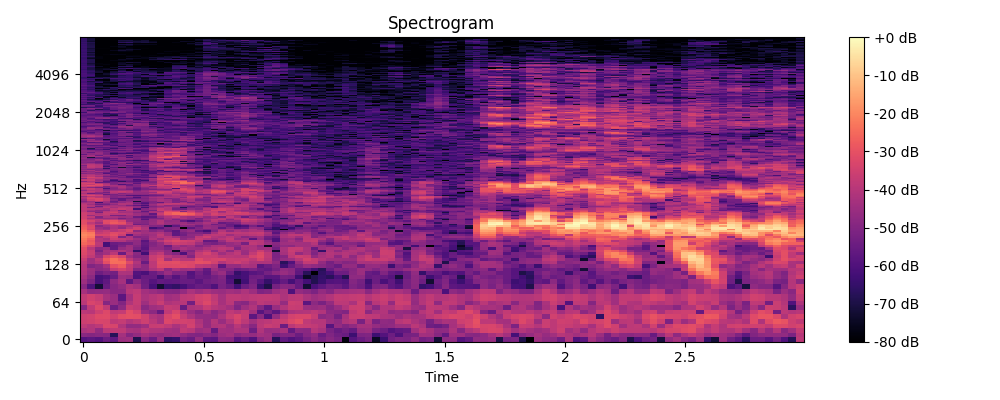 Spectrogram
Hz
4096
2048
1024
512
256
128
64
0
0
0.5
1
1.5
2
2.5
Time
+0 dB
-10 dB
-20 dB
-30 dB
-40 dB
-50 dB
-60 dB
-70 dB
-80 dB